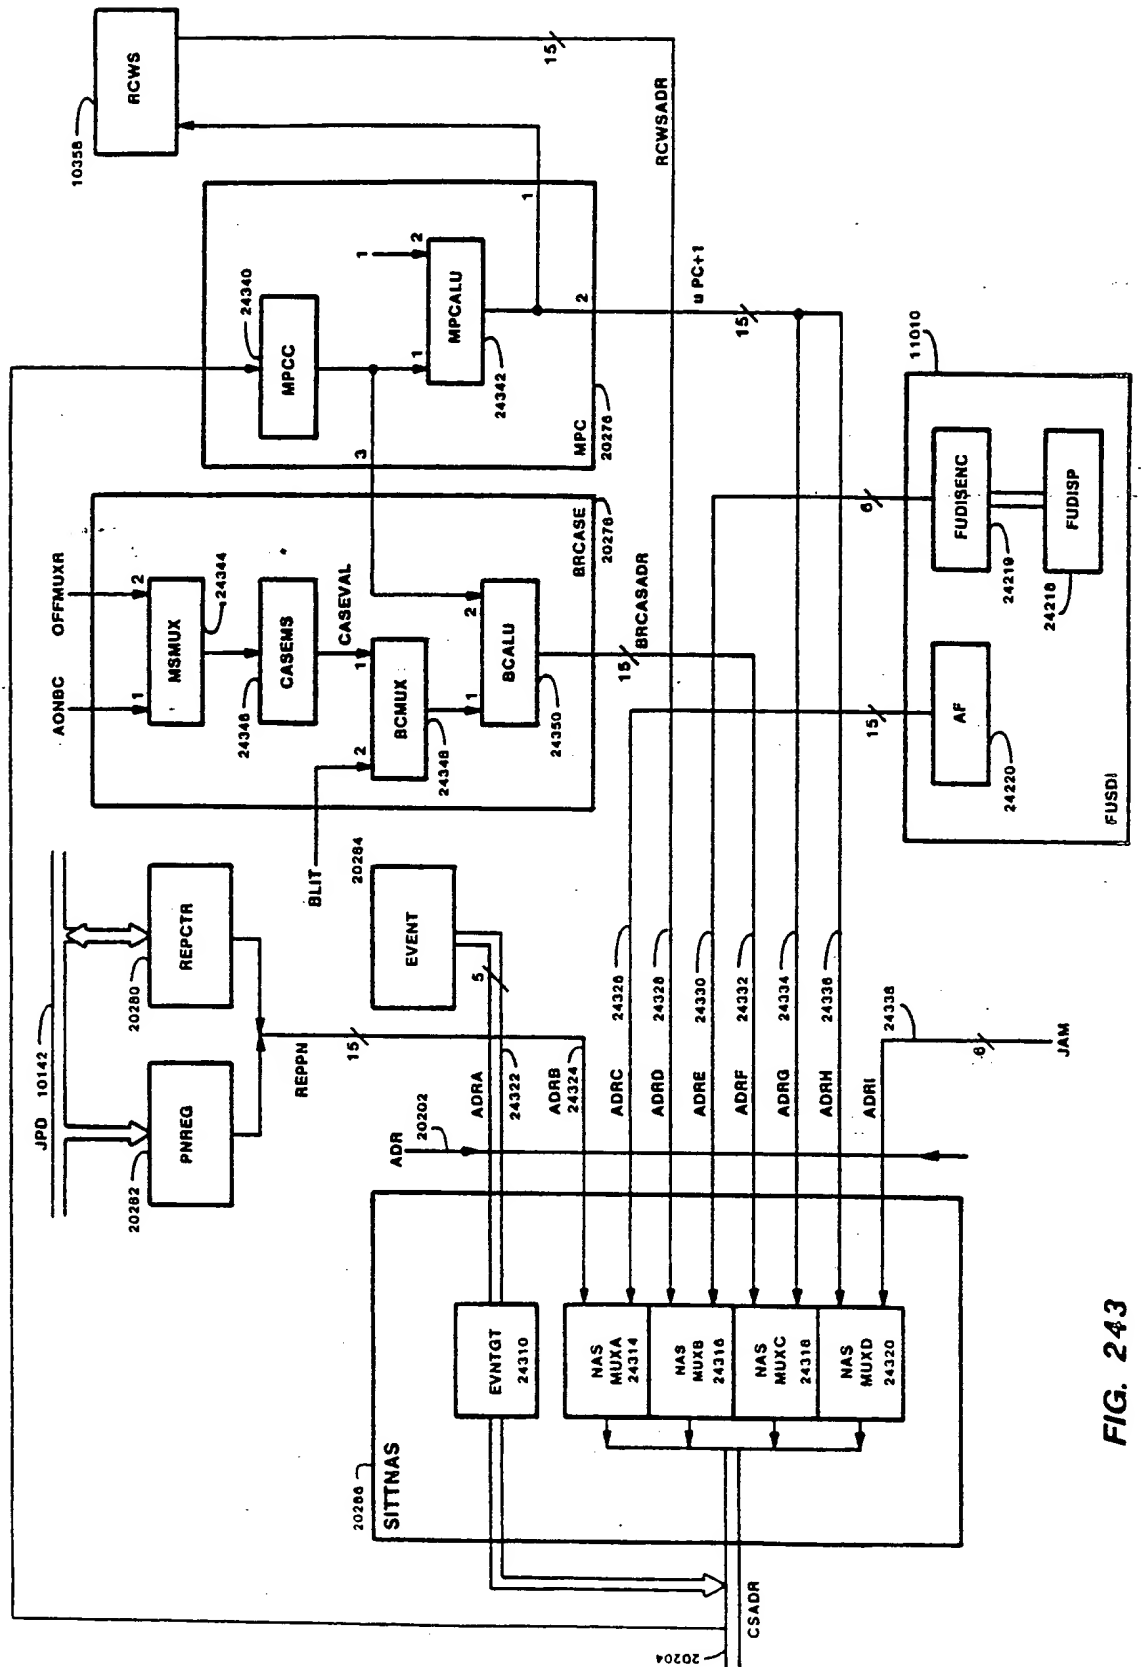 JPD 10142
20282
PNREG
20280
REPCTR
REPPN
15
AONBC
OFFMUXR
1
2
MSMUX
24344
24346
CASEMS
CASEVAL
BLIT
2
1
BCMUX
24348
1
2
BCALU
24350
BRCASE
20278
15
BRCASADR
3
MPCC
24340
1
1
2
MPCALU
24342
MPC
20276
1
2
10358
RCWS
15
RCWSADR
u PC+1
15
20284
EVENT
5
ADRA
24322
ADRB
24324
ADR
20202
ADRC
24326
ADRD
24328
ADRE
24330
ADRF
24332
ADRG
24334
ADRH
24336
ADRI
24338
6
JAM
15
6
11010
AF
24220
FUDISENC
24219
FUDISP
24218
FUSDI
20286
SITTNAS
EVNTGT
24310
NAS
MUXA
24314
NAS
MUXB
24316
NAS
MUXC
24318
NAS
MUXD
24320
20204
CSADR
FIG. 243